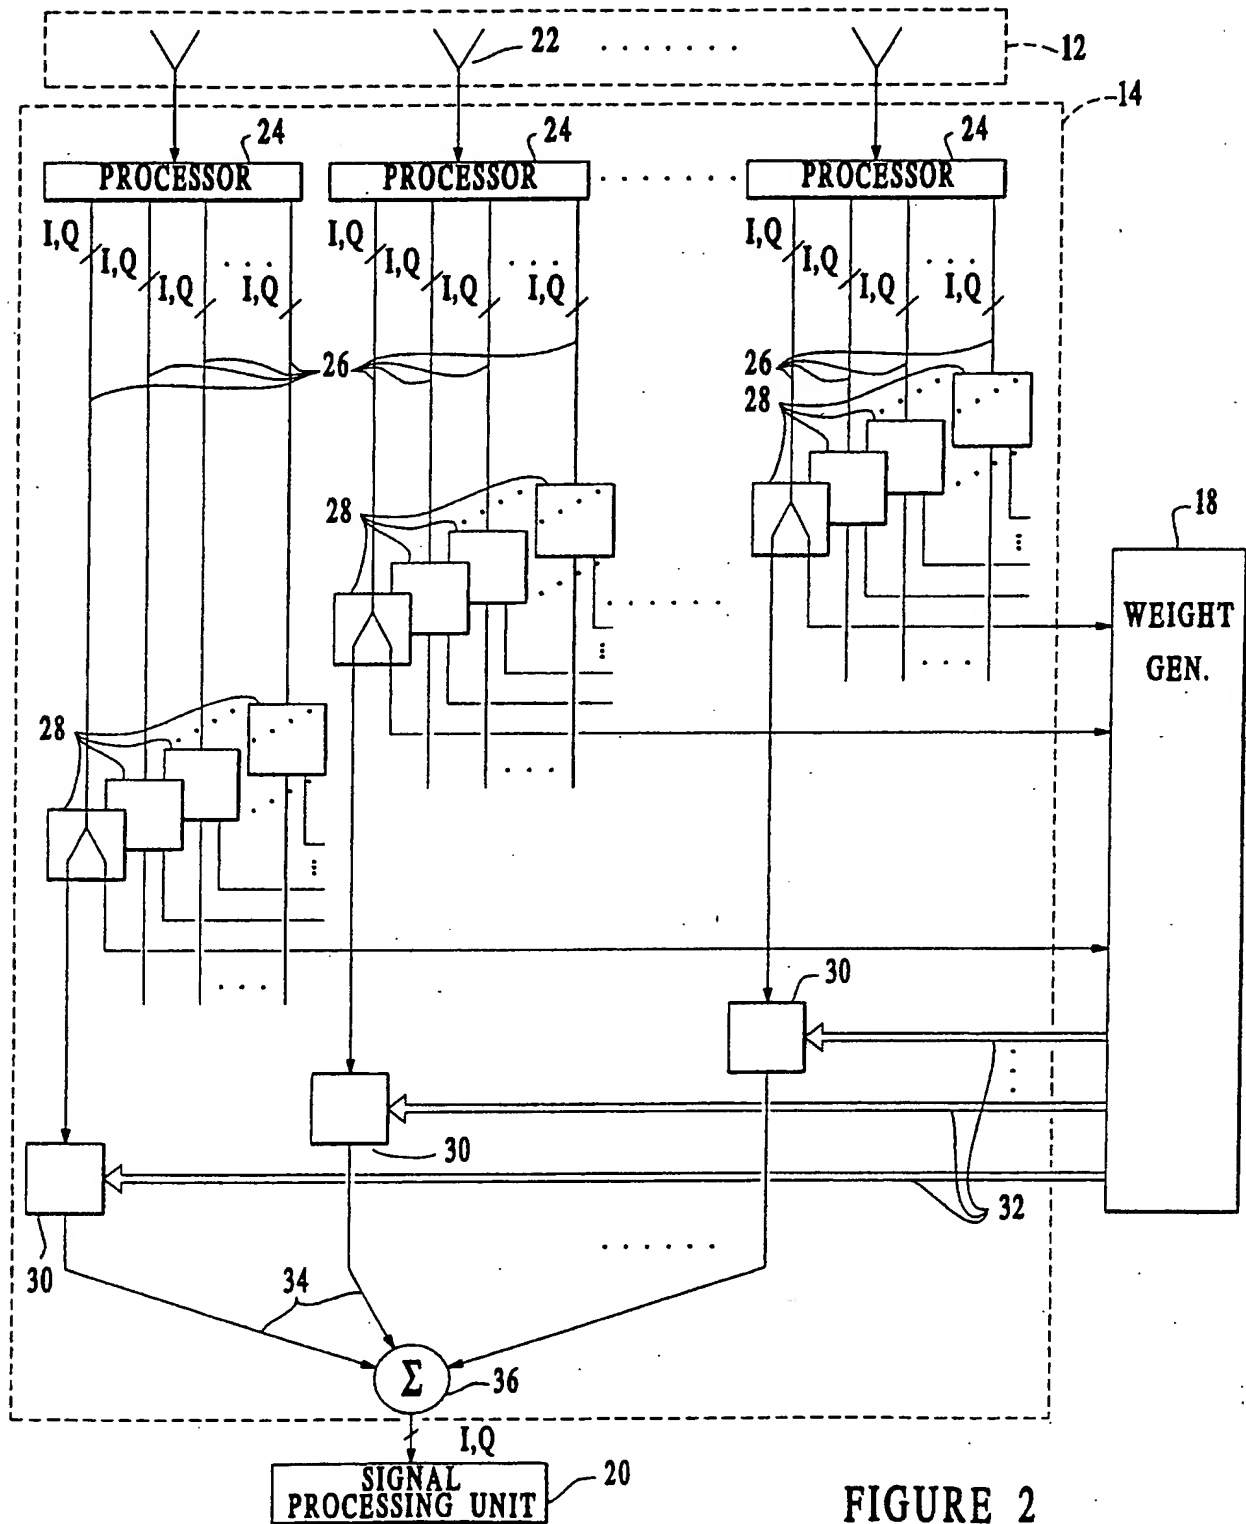 22
12
14
24
24
24
PROCESSOR
PROCESSOR
PROCESSOR
I,Q
I,Q
I,Q
I,Q
I,Q
I,Q
I,Q
I,Q
I,Q
I,Q
I,Q
I,Q
26
26
28
28
18
WEIGHT
GEN.
28
30
30
32
30
34
Σ
36
I,Q
SIGNAL
PROCESSING UNIT
20
FIGURE 2